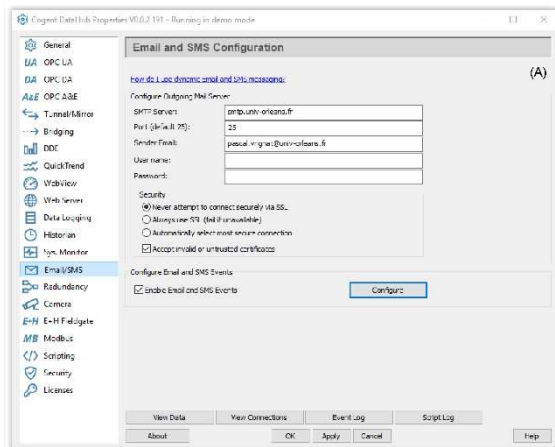 Cogent DataHub Properties V9.0.2.191 - Running in demo mode
General
OPC UA
OPC DA
A&E OPC A&E
Tunnel/Mirror
Bridging
DDE
QuickTrend
WebView
Web Server
Data Logging
Historian
Sys. Monitor
Email/SMS
Redundancy
Camera
E+H E+H Fieldgate
MB Modbus
Scripting
Security
Licenses
Email and SMS Configuration
(A)
How do I use dynamic Email and SMS messaging?
Configure Outgoing Mail Server
SMTP Server: smtp.univ-orleans.fr
Port (default 25): 25
Sender Email: pascal.vrignat@univ-orleans.fr
User name:
Password:
Security
Never attempt to connect securely via SSL
Always use SSL (fail if unavailable)
Automatically select most secure connection
Accept invalid or untrusted certificates
Configure Email and SMS Events
Enable Email and SMS Events Configure
View Data View Connections Event Log Script Log
About OK Apply Cancel Help